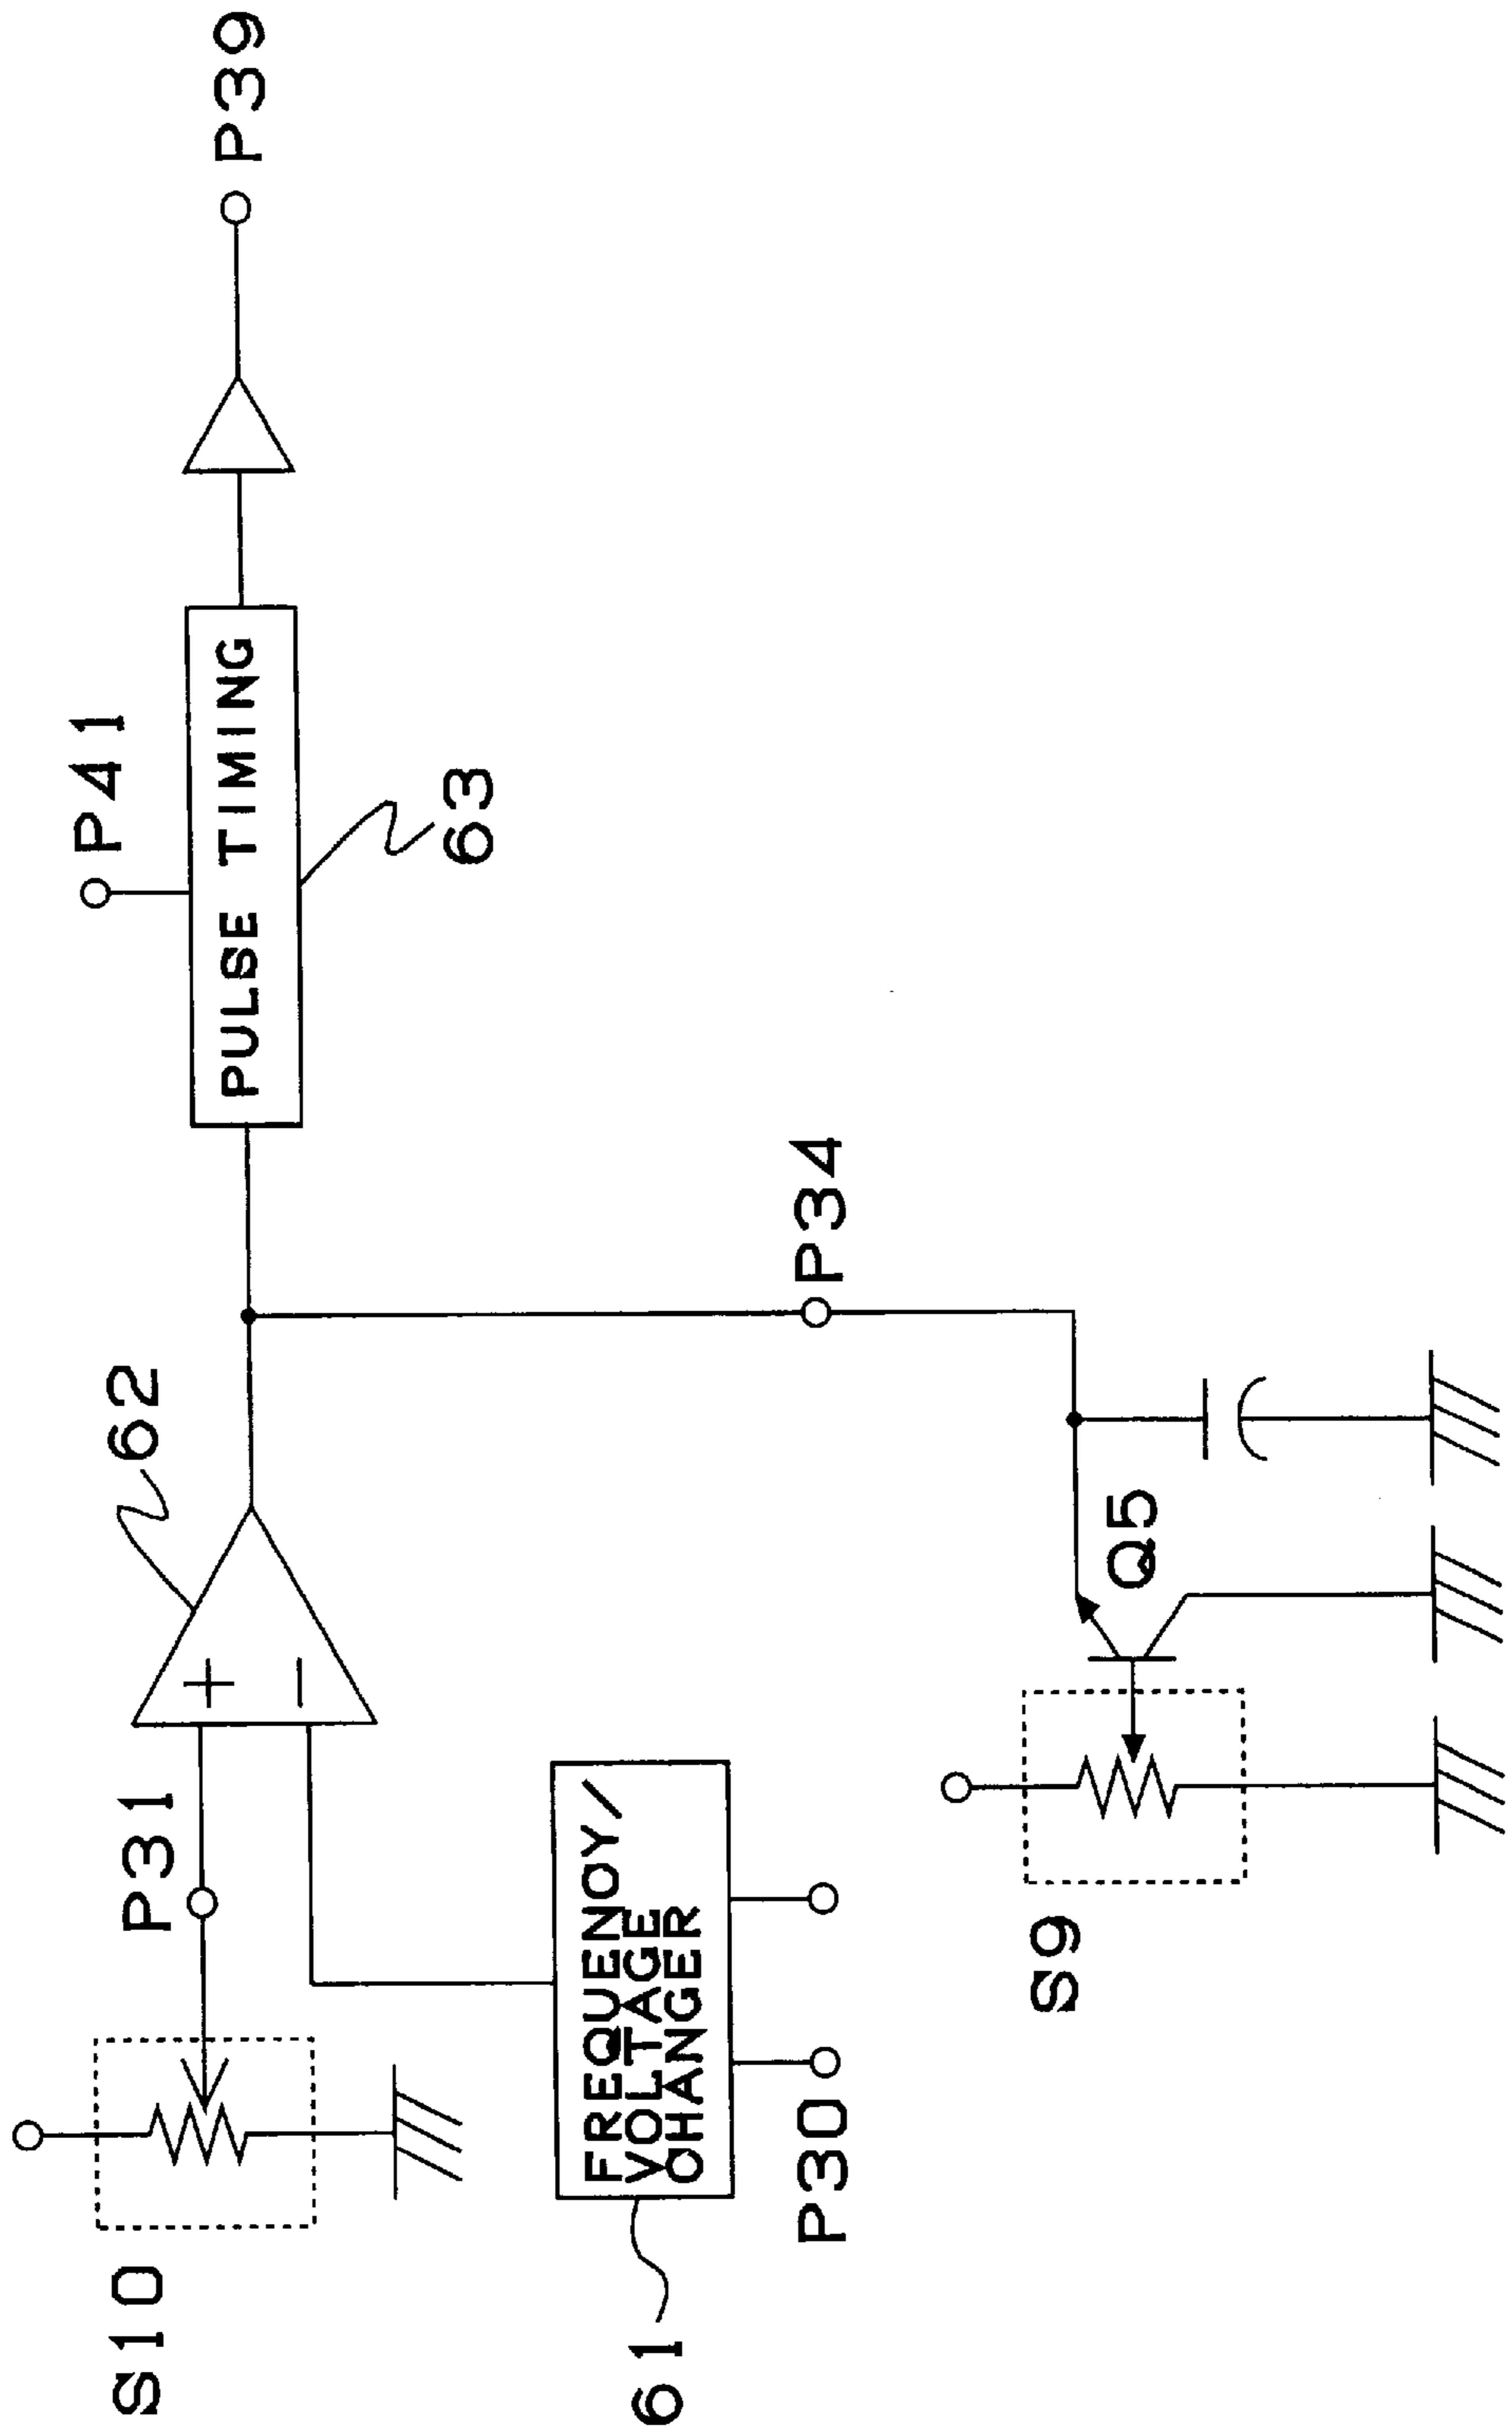 S10
P31
62
P41
PULSE TIMING
63
P39
61
FREQUENOY/
VOLTAGE
OHANGER
P30
P34
S9
Q5
+
−